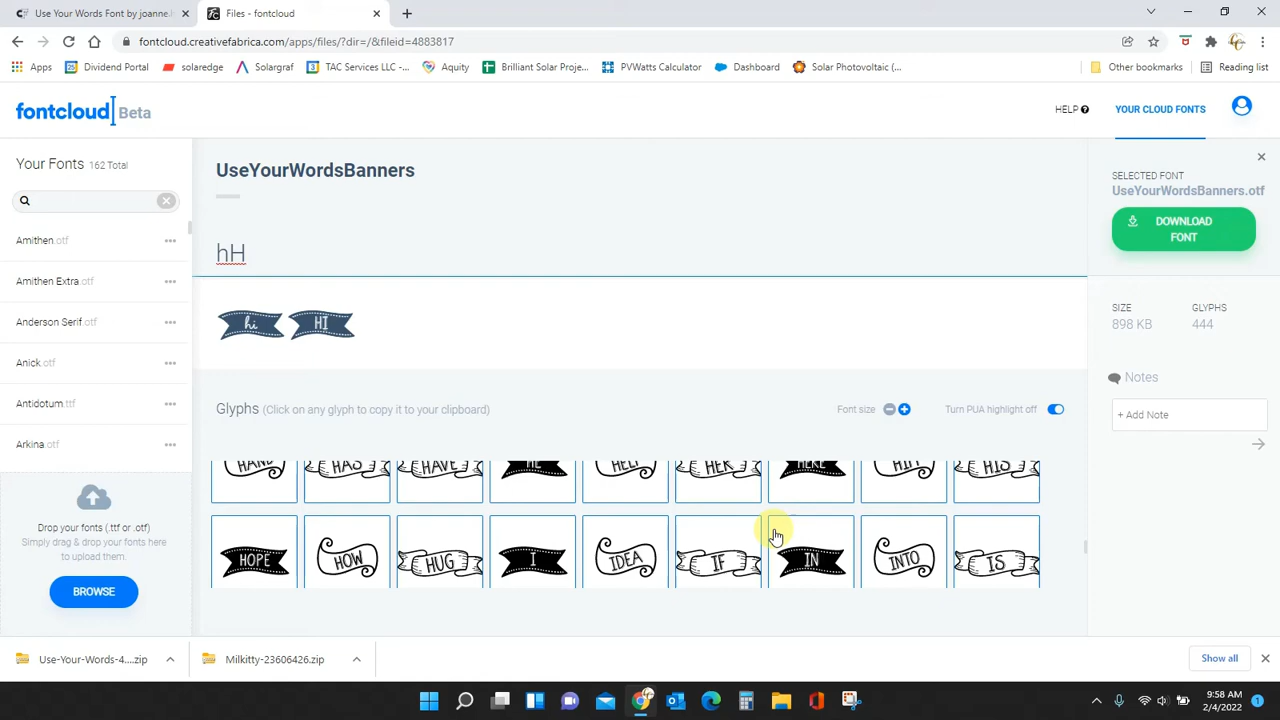 Use Your Words Font by joanne.
Files - fontcloud
fontcloud.creativefabrica.com/apps/files/?dir=/&fileid=4883817
Apps
Dividend Portal
solaredge
Solargraf
TAC Services LLC -...
Aquity
Brilliant Solar Proje...
PVWatts Calculator
Dashboard
Solar Photovoltaic (...
Other bookmarks
Reading list
fontcloud Beta
HELP
YOUR CLOUD FONTS
Your Fonts 162 Total
Amithen.otf
Amithen Extra.otf
Anderson Serif.otf
Anick.otf
Antidotum.ttf
Arkina.otf
Drop your fonts (.ttf or .otf)
Simply drag & drop your fonts here
to upload them.
BROWSE
UseYourWordsBanners
hH
hi HI
Glyphs (Click on any glyph to copy it to your clipboard)
Font size
Turn PUA highlight off
HAND HAS HAVE HE HELP HER HERE HIM HIS
HOPE HOW HUG I IDEA IF IN INTO IS
SELECTED FONT
UseYourWordsBanners.otf
DOWNLOAD
FONT
SIZE
GLYPHS
898 KB
444
Notes
+ Add Note
Use-Your-Words-4....zip
Milkitty-23606426.zip
Show all
9:58 AM
2/4/2022